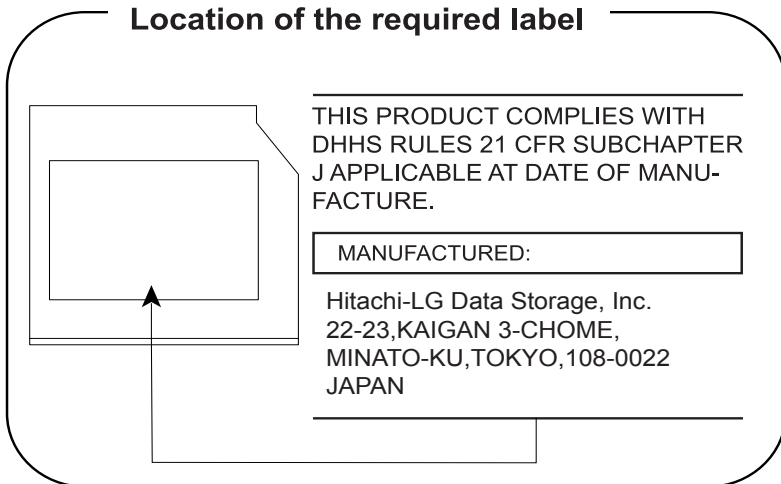 Location of the required label
THIS PRODUCT COMPLIES WITH
DHHS RULES 21 CFR SUBCHAPTER
J APPLICABLE AT DATE OF MANU-
FACTURE.
MANUFACTURED:
Hitachi-LG Data Storage, Inc.
22-23,KAIGAN 3-CHOME,
MINATO-KU,TOKYO,108-0022
JAPAN